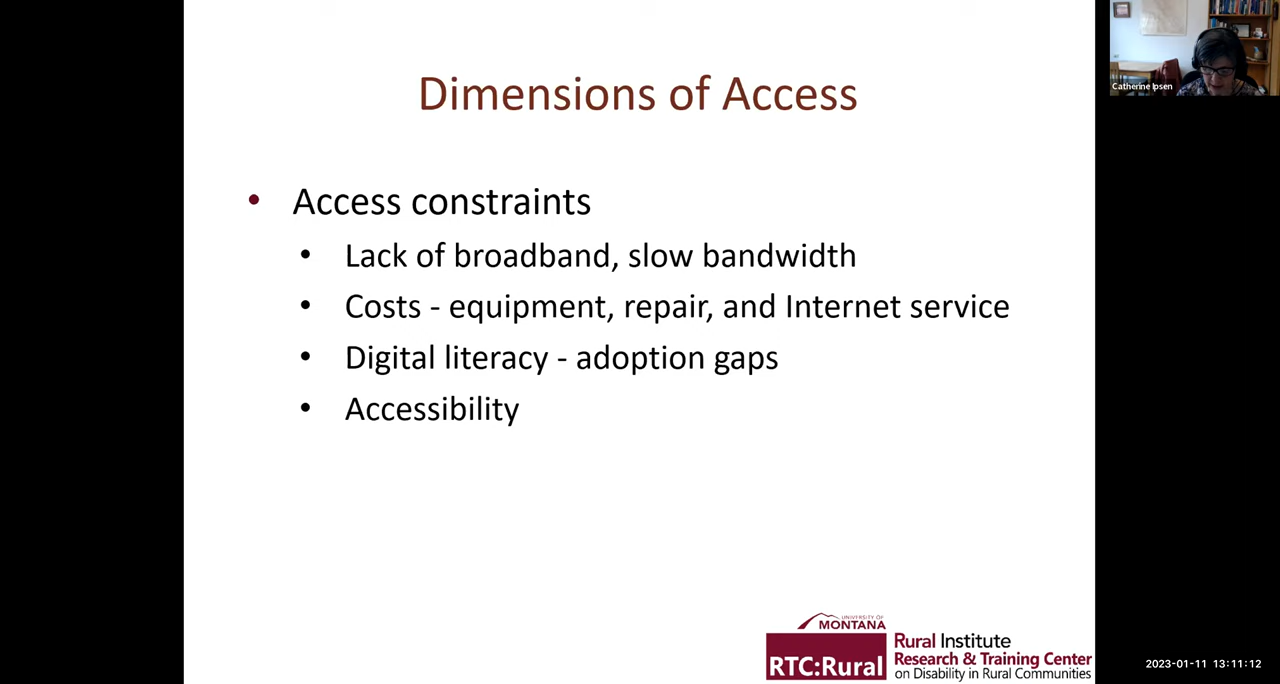 Dimensions of Access
Catherine Ipsen
• Access constraints
• Lack of broadband, slow bandwidth
• Costs - equipment, repair, and Internet service
• Digital literacy - adoption gaps
• Accessibility
UNIVERSITY OF
MONTANA
RTC:Rural
Rural Institute
Research & Training Center
on Disability in Rural Communities
2023-01-11 13:11:12